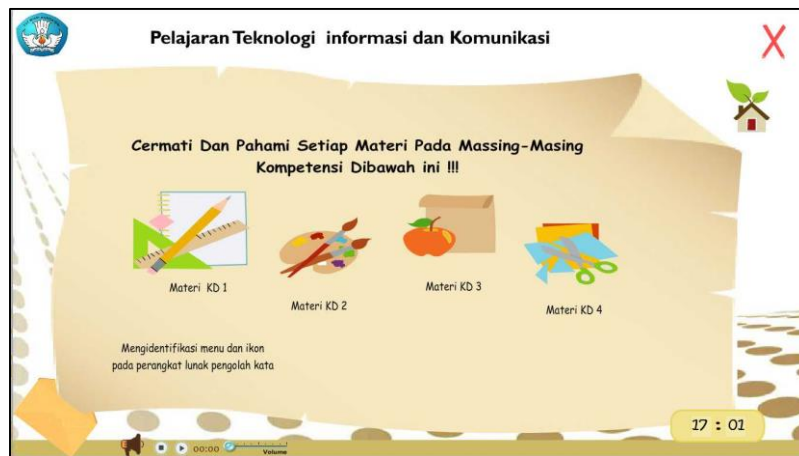 Pelajaran Teknologi informasi dan Komunikasi
Cermati Dan Pahami Setiap Materi Pada Massing-Masing
Kompetensi Dibawah ini !!!
Materi KD 1
Materi KD 2
Materi KD 3
Materi KD 4
Mengidentifikasi menu dan ikon
pada perangkat lunak pengolah kata
17 : 01
00:00
Volume